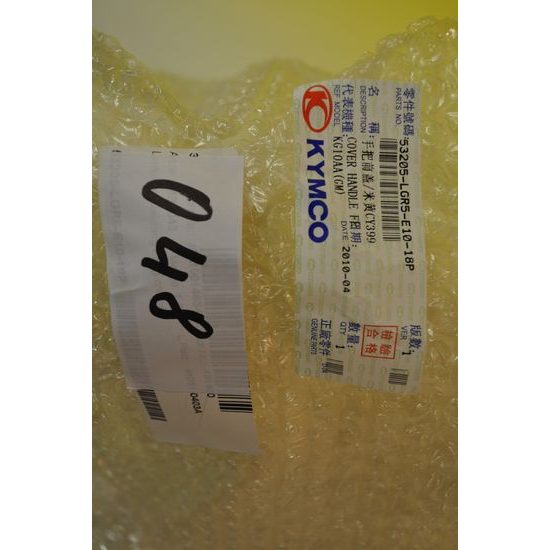 零件號碼: 53205-LGR5-E10-18P
PARTS NO.
版數 1
VER
名 稱: 手把前蓋/米黄CY399
DESCRIPTION COVER HANDLE F
代表機種:
REF MODEL KG10AA(GM)
日期:
DATE 2010-04
數量:
QTY 1
檢驗
合格
正廠零件
GENUINE PARTS
KYMCO
048
0
0403A